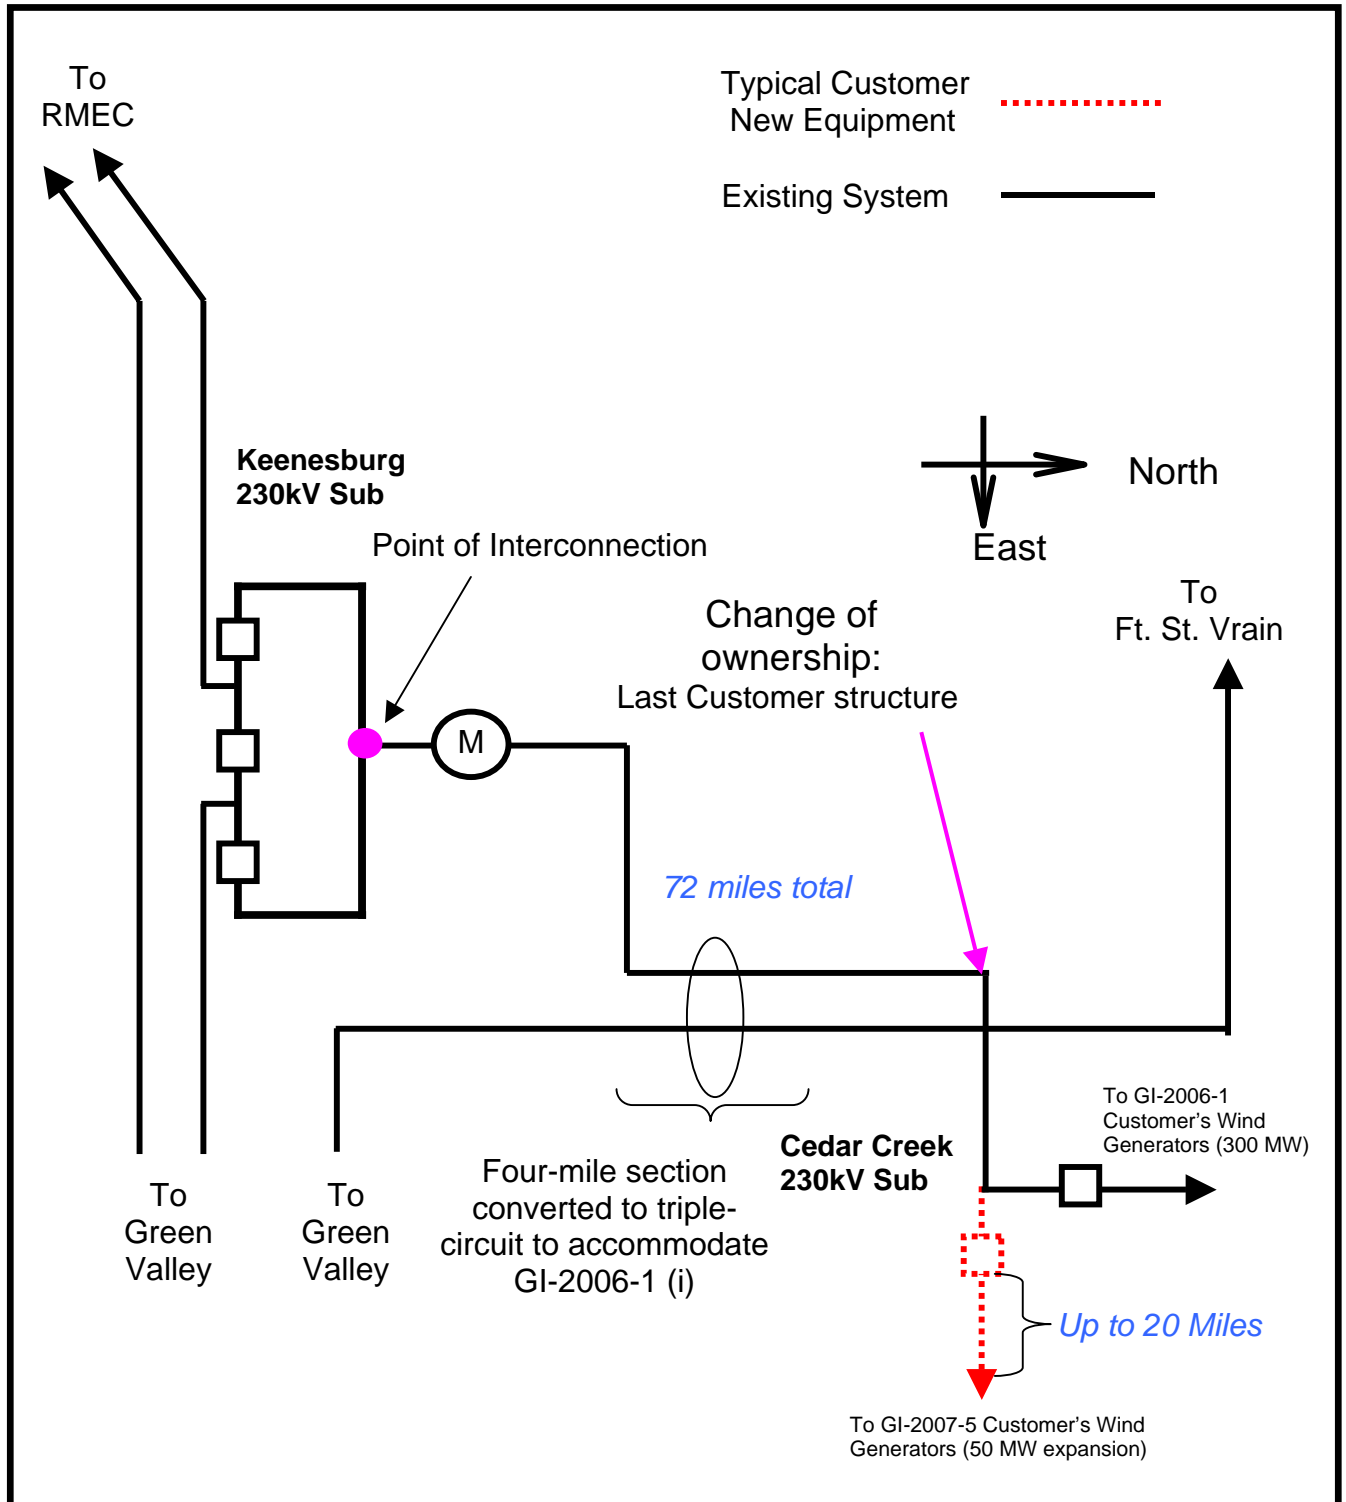 To
RMEC
Typical Customer
New Equipment
Existing System
Keenesburg
230kV Sub
North
East
Point of Interconnection
To
Ft. St. Vrain
Change of
ownership:
Last Customer structure
M
72 miles total
To GI-2006-1
Customer's Wind
Generators (300 MW)
Cedar Creek
230kV Sub
Four-mile section
converted to triple-
circuit to accommodate
GI-2006-1 (i)
To
Green
Valley
To
Green
Valley
Up to 20 Miles
To GI-2007-5 Customer's Wind
Generators (50 MW expansion)